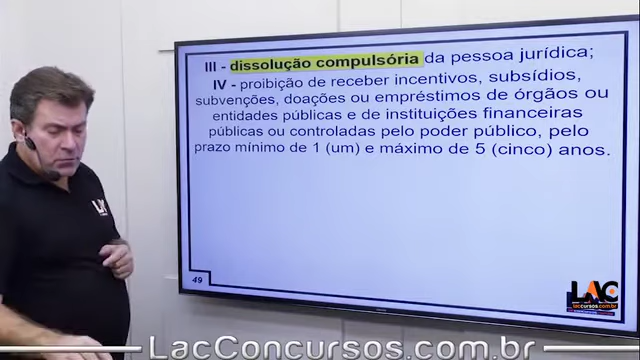 III - dissolução compulsória da pessoa jurídica;
IV - proibição de receber incentivos, subsídios,
subvenções, doações ou empréstimos de órgãos ou
entidades públicas e de instituições financeiras
públicas ou controladas pelo poder público, pelo
prazo mínimo de 1 (um) e máximo de 5 (cinco) anos.
49
LAC
laccursos.com.br
LacConcursos.com.br